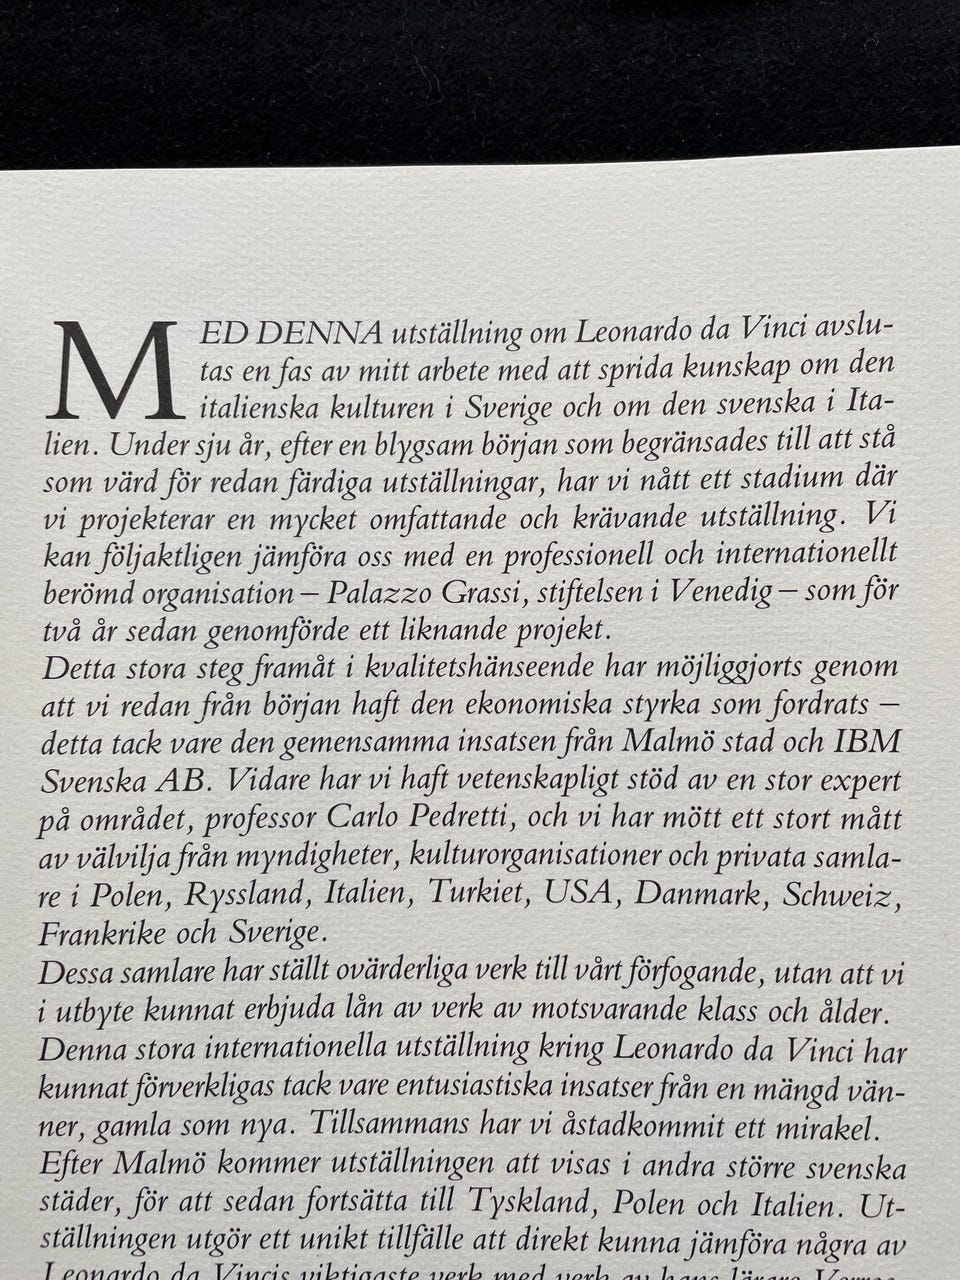 MED DENNA utställning om Leonardo da Vinci avslu-
tas en fas av mitt arbete med att sprida kunskap om den
italienska kulturen i Sverige och om den svenska i Ita-
lien. Under sju år, efter en blygsam början som begränsades till att stå
som värd för redan färdiga utställningar, har vi nått ett stadium där
vi projekterar en mycket omfattande och krävande utställning. Vi
kan följaktligen jämföra oss med en professionell och internationellt
berömd organisation – Palazzo Grassi, stiftelsen i Venedig – som för
två år sedan genomförde ett liknande projekt.
Detta stora steg framåt i kvalitetshänseende har möjliggjorts genom
att vi redan från början haft den ekonomiska styrka som fordrats –
detta tack vare den gemensamma insatsen från Malmö stad och IBM
Svenska AB. Vidare har vi haft vetenskapligt stöd av en stor expert
på området, professor Carlo Pedretti, och vi har mött ett stort mått
av välvilja från myndigheter, kulturorganisationer och privata samla-
re i Polen, Ryssland, Italien, Turkiet, USA, Danmark, Schweiz,
Frankrike och Sverige.
Dessa samlare har ställt ovärderliga verk till vårt förfogande, utan att vi
i utbyte kunnat erbjuda lån av verk av motsvarande klass och ålder.
Denna stora internationella utställning kring Leonardo da Vinci har
kunnat förverkligas tack vare entusiastiska insatser från en mängd vän-
ner, gamla som nya. Tillsammans har vi åstadkommit ett mirakel.
Efter Malmö kommer utställningen att visas i andra större svenska
städer, för att sedan fortsätta till Tyskland, Polen och Italien. Ut-
ställningen utgör ett unikt tillfälle att direkt kunna jämföra några av
Leonardo da Vincis viktigaste verk med verk av hans lärare